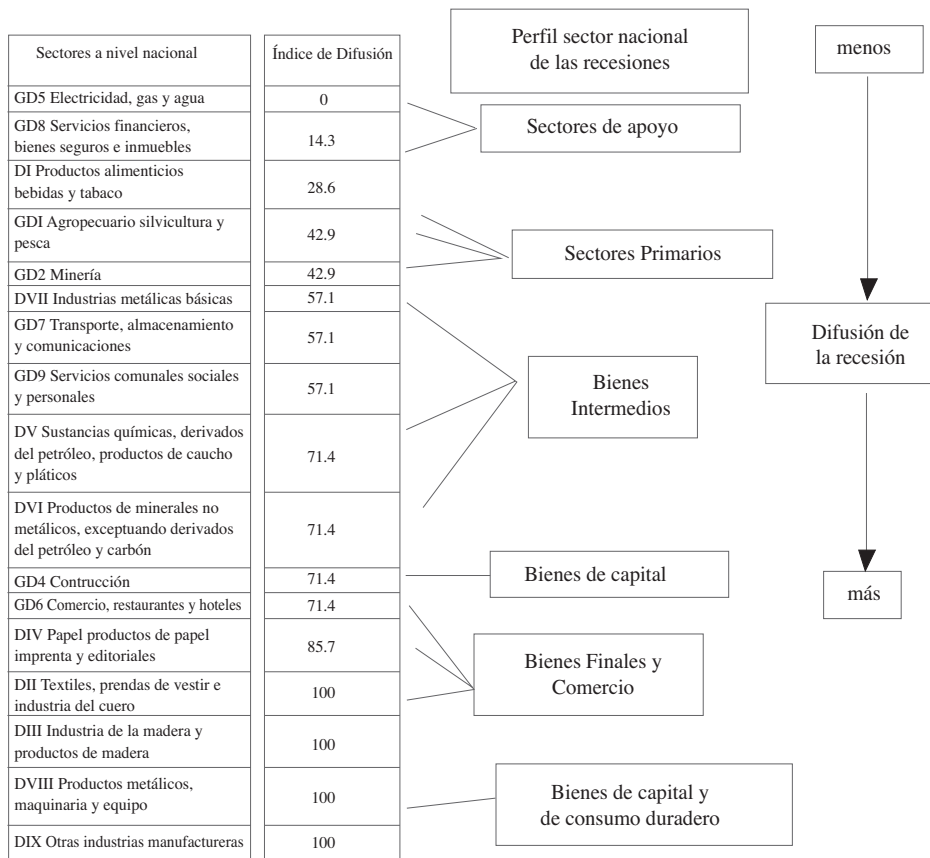 Sectores a nivel nacional
Índice de Difusión
GD5 Electricidad, gas y agua
0
GD8 Servicios financieros,
bienes seguros e inmuebles
14.3
DI Productos alimenticios
bebidas y tabaco
28.6
GDI Agropecuario silvicultura y
pesca
42.9
GD2 Minería
42.9
DVII Industrias metálicas básicas
57.1
GD7 Transporte, almacenamiento
y comunicaciones
57.1
GD9 Servicios comunales sociales
y personales
57.1
DV Sustancias químicas, derivados
del petróleo, productos de caucho
y pláticos
71.4
DVI Productos de minerales no
metálicos, exceptuando derivados
del petróleo y carbón
71.4
GD4 Contrucción
71.4
GD6 Comercio, restaurantes y hoteles
71.4
DIV Papel productos de papel
imprenta y editoriales
85.7
DII Textiles, prendas de vestir e
industria del cuero
100
DIII Industria de la madera y
productos de madera
100
DVIII Productos metálicos,
maquinaria y equipo
100
DIX Otras industrias manufactureras
100
Perfil sector nacional
de las recesiones
Sectores de apoyo
Sectores Primarios
Bienes
Intermedios
Bienes de capital
Bienes Finales y
Comercio
Bienes de capital y
de consumo duradero
menos
Difusión de
la recesión
más